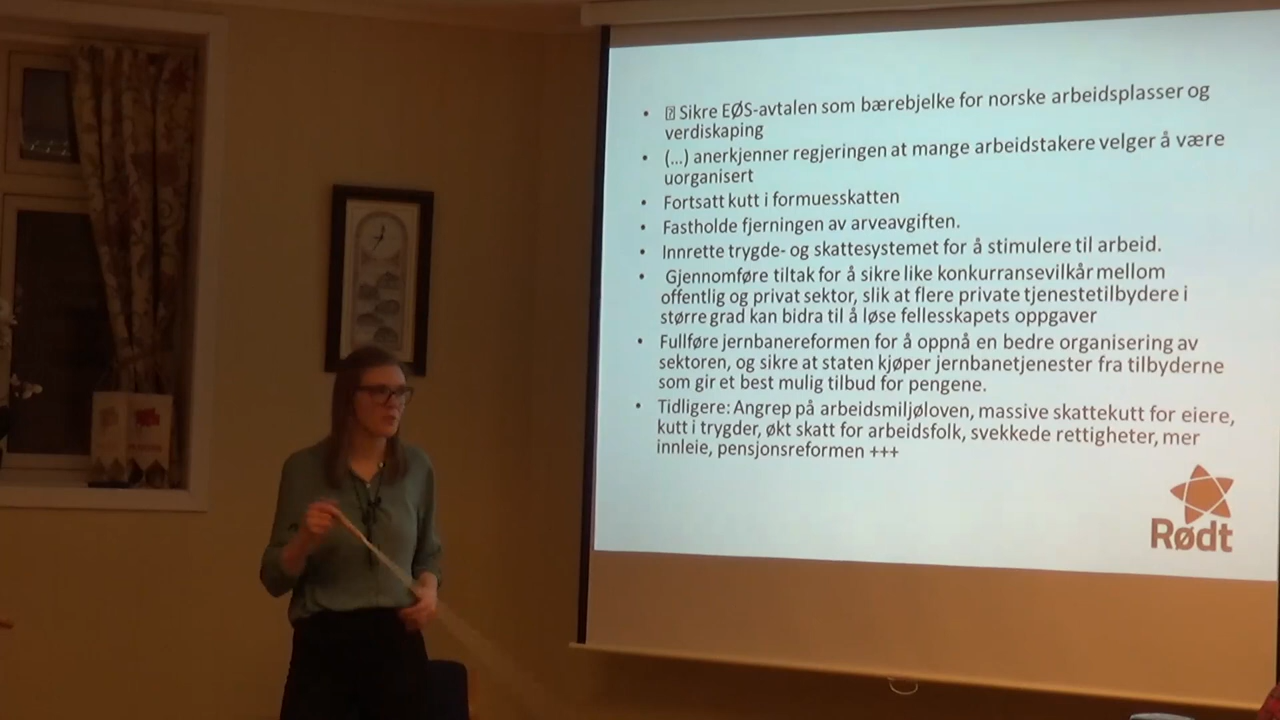 • Sikre EØS-avtalen som bærebjelke for norske arbeidsplasser og
verdiskaping
• (...) anerkjenner regjeringen at mange arbeidstakere velger å være
uorganisert
• Fortsatt kutt i formuesskatten
• Fastholde fjerningen av arveavgiften.
• Innrette trygde- og skattesystemet for å stimulere til arbeid.
• Gjennomføre tiltak for å sikre like konkurransevilkår mellom
offentlig og privat sektor, slik at flere private tjenestetilbydere i
større grad kan bidra til å løse fellesskapets oppgaver
• Fullføre jernbanereformen for å oppnå en bedre organisering av
sektoren, og sikre at staten kjøper jernbanetjenester fra tilbyderne
som gir et best mulig tilbud for pengene.
• Tidligere: Angrep på arbeidsmiljøloven, massive skattekutt for eiere,
kutt i trygder, økt skatt for arbeidsfolk, svekkede rettigheter, mer
innleie, pensjonsreformen +++
Rødt